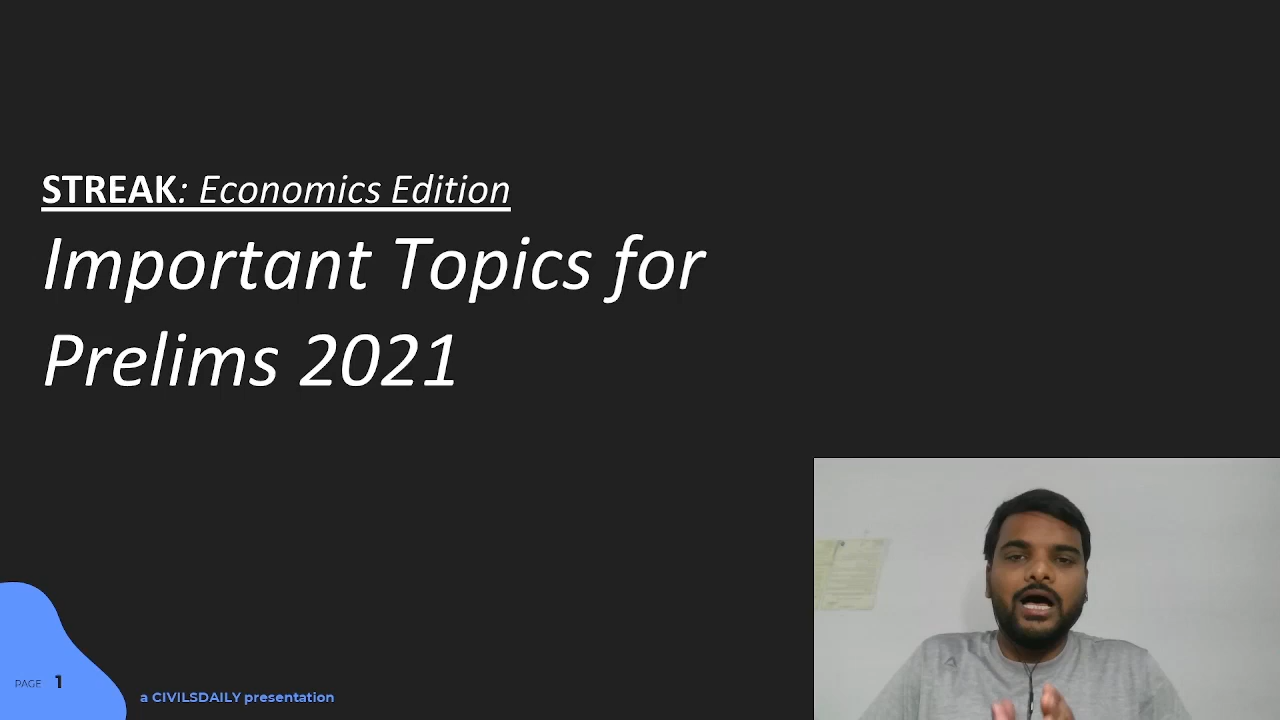 STREAK: Economics Edition
Important Topics for
Prelims 2021
PAGE 1
a CIVILSDAILY presentation